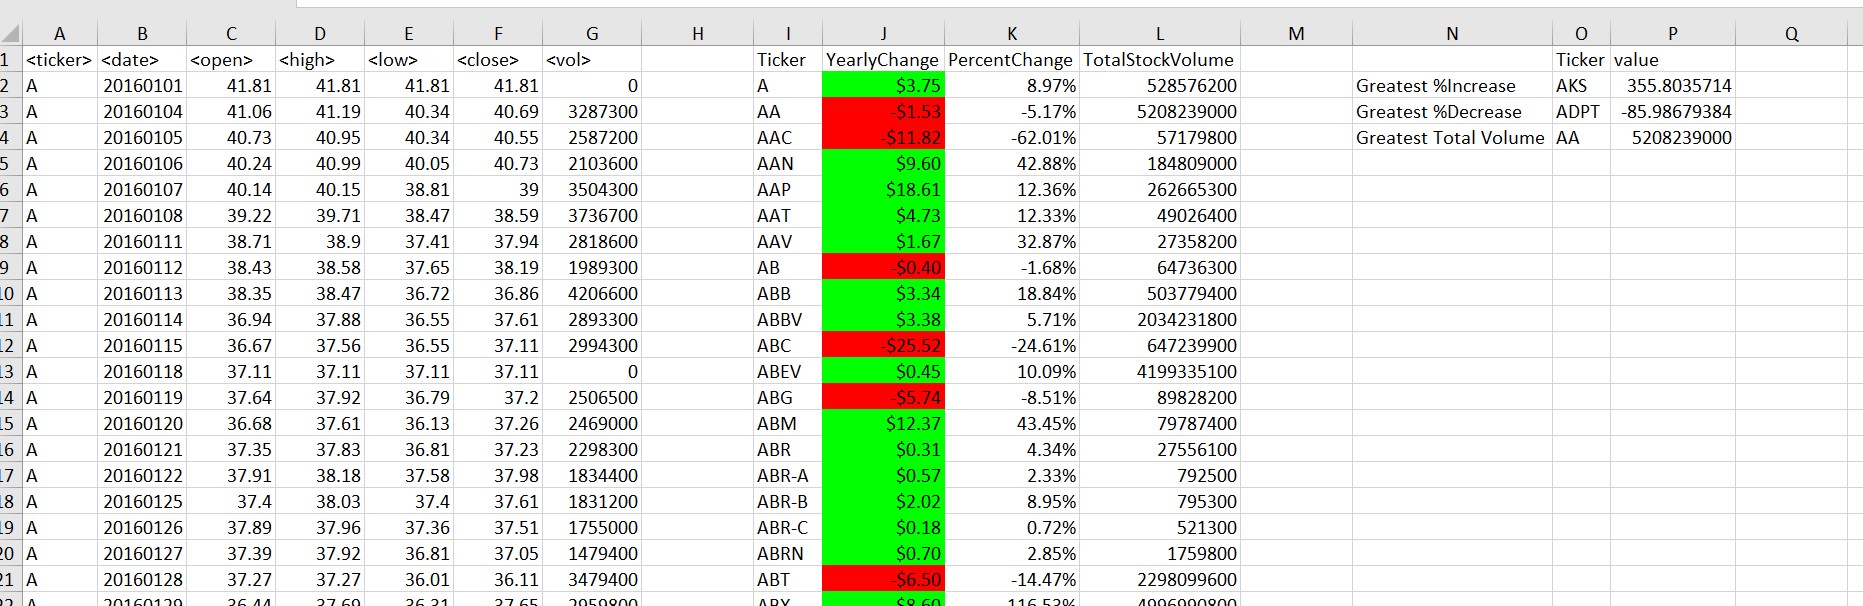 A B C D E F G H I J K L M N O P Q
1 <ticker> <date> <open> <high> <low> <close> <vol> Ticker YearlyChange PercentChange TotalStockVolume Ticker value
2 A 20160101 41.81 41.81 41.81 41.81 0 A $3.75 8.97% 528576200 Greatest %Increase AKS 355.8035714
3 A 20160104 41.06 41.19 40.34 40.69 3287300 AA -$1.53 -5.17% 5208239000 Greatest %Decrease ADPT -85.98679384
4 A 20160105 40.73 40.95 40.34 40.55 2587200 AAC -$11.82 -62.01% 57179800 Greatest Total Volume AA 5208239000
5 A 20160106 40.24 40.99 40.05 40.73 2103600 AAN $9.60 42.88% 184809000
6 A 20160107 40.14 40.15 38.81 39 3504300 AAP $18.61 12.36% 262665300
7 A 20160108 39.22 39.71 38.47 38.59 3736700 AAT $4.73 12.33% 49026400
8 A 20160111 38.71 38.9 37.41 37.94 2818600 AAV $1.67 32.87% 27358200
9 A 20160112 38.43 38.58 37.65 38.19 1989300 AB -$0.40 -1.68% 64736300
10 A 20160113 38.35 38.47 36.72 36.86 4206600 ABB $3.34 18.84% 503779400
11 A 20160114 36.94 37.88 36.55 37.61 2893300 ABBV $3.38 5.71% 2034231800
12 A 20160115 36.67 37.56 36.55 37.11 2994300 ABC -$25.52 -24.61% 647239900
13 A 20160118 37.11 37.11 37.11 37.11 0 ABEV $0.45 10.09% 4199335100
14 A 20160119 37.64 37.92 36.79 37.2 2506500 ABG -$5.74 -8.51% 89828200
15 A 20160120 36.68 37.61 36.13 37.26 2469000 ABM $12.37 43.45% 79787400
16 A 20160121 37.35 37.83 36.81 37.23 2298300 ABR $0.31 4.34% 27556100
17 A 20160122 37.91 38.18 37.58 37.98 1834400 ABR-A $0.57 2.33% 792500
18 A 20160125 37.4 38.03 37.4 37.61 1831200 ABR-B $2.02 8.95% 795300
19 A 20160126 37.89 37.96 37.36 37.51 1755000 ABR-C $0.18 0.72% 521300
20 A 20160127 37.39 37.92 36.81 37.05 1479400 ABRN $0.70 2.85% 1759800
21 A 20160128 37.27 37.27 36.01 36.11 3479400 ABT -$6.50 -14.47% 2298099600
22 A 20160129 36.44 37.69 36.31 37.65 2959800 ABX $8.60 116.53% 4996990800